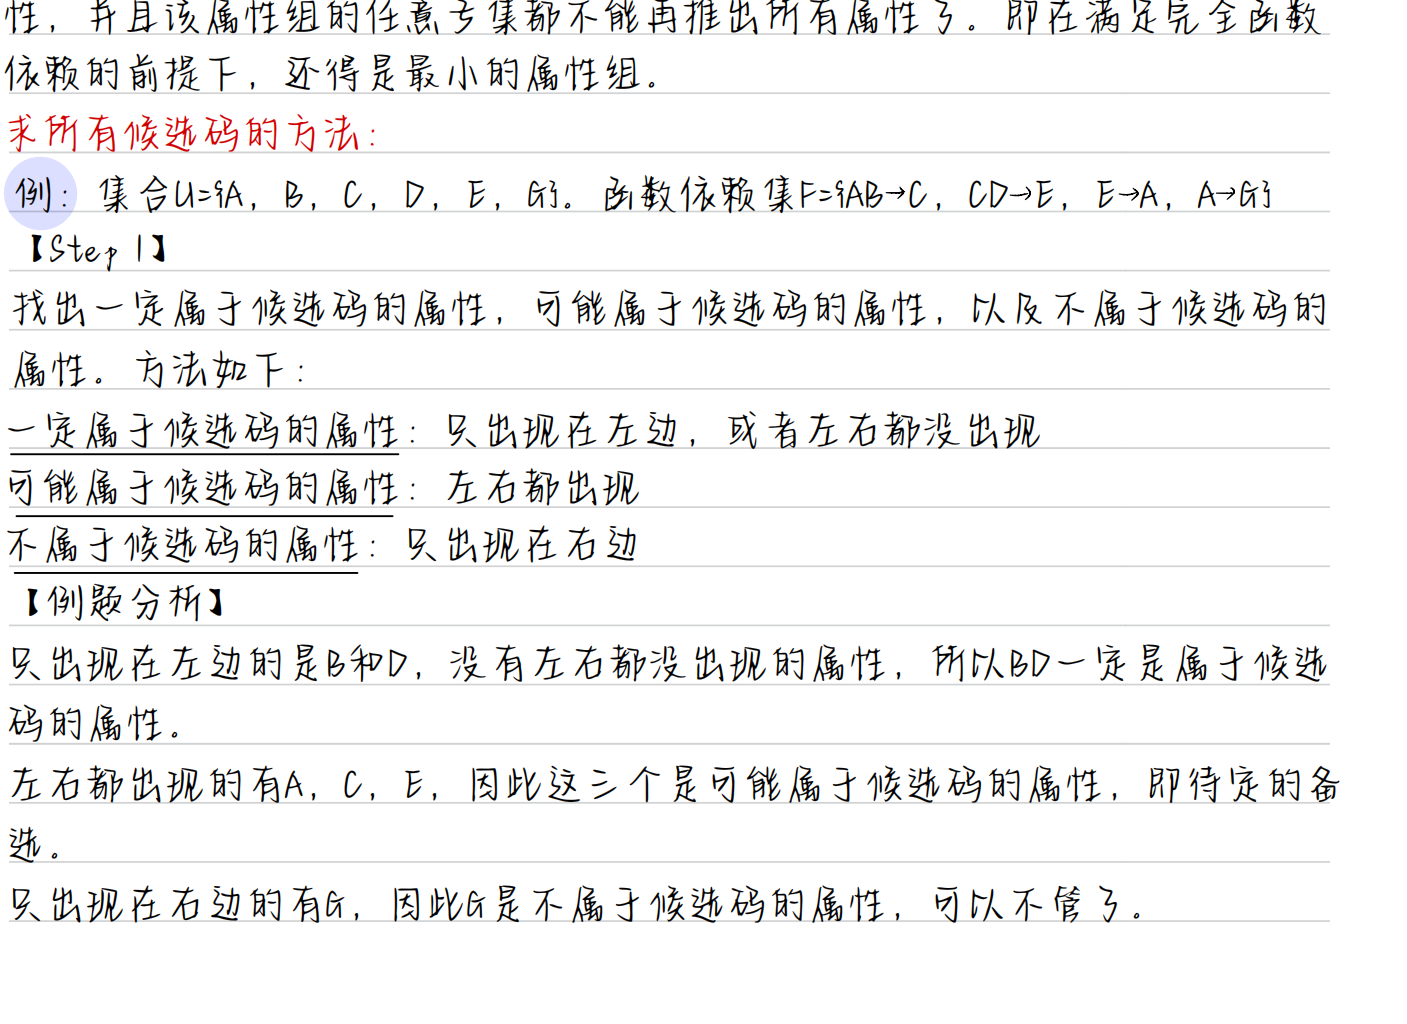 性，并且该属性组的任意子集都不能再推出所有属性了。即在满足完全函数
依赖的前提下，还得是最小的属性组。
求所有候选码的方法：
例：集合U={A，B，C，D，E，G}。函数依赖集F={AB→C，CD→E，E→A，A→G}
【Step 1】
找出一定属于候选码的属性，可能属于候选码的属性，以及不属于候选码的
属性。方法如下：
一定属于候选码的属性：只出现在左边，或者左右都没出现
可能属于候选码的属性：左右都出现
不属于候选码的属性：只出现在右边
【例题分析】
只出现在左边的是B和D，没有左右都没出现的属性，所以BD一定是属于候选
码的属性。
左右都出现的有A，C，E，因此这三个是可能属于候选码的属性，即待定的备
选。
只出现在右边的有G，因此G是不属于候选码的属性，可以不管了。